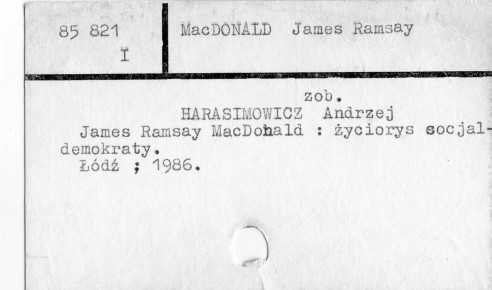 85 821 MacDONALD James Ramsay
I
zob.
HARASIMOWICZ Andrzej
James Ramsay MacDonald : życiorys socjal-
demokraty.
Łódź ; 1986.